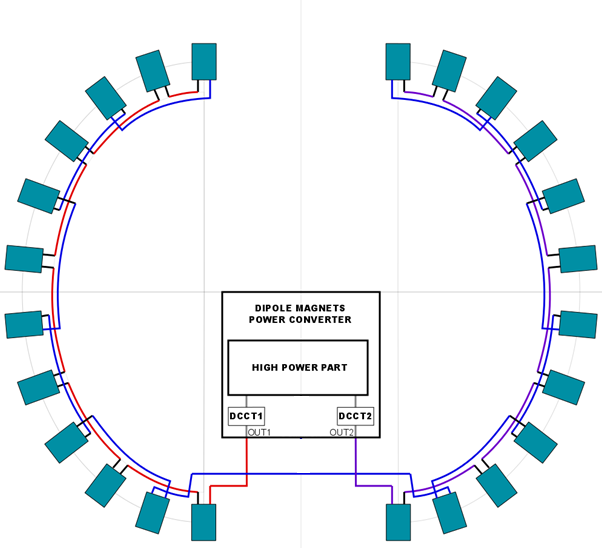 DIPOLE MAGNETS
POWER CONVERTER
HIGH POWER PART
DCCT1
DCCT2
OUT1
OUT2